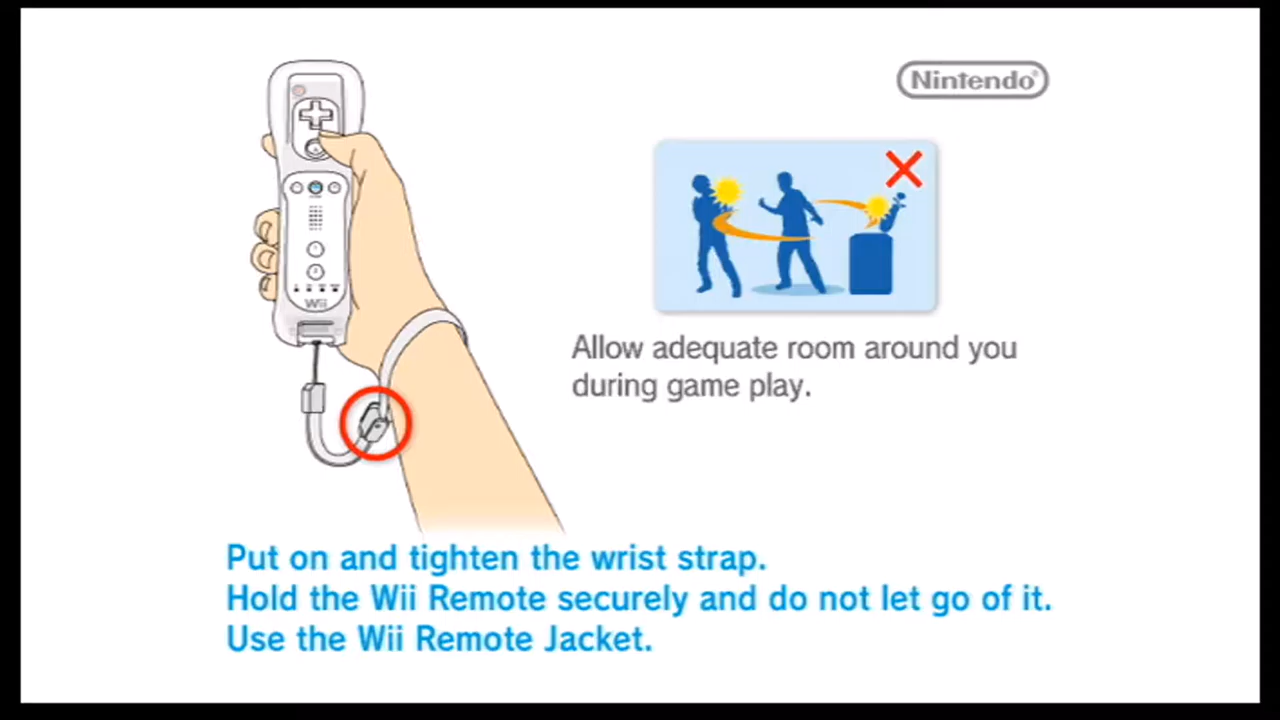 Nintendo®
Wii
Allow adequate room around you
during game play.
Put on and tighten the wrist strap.
Hold the Wii Remote securely and do not let go of it.
Use the Wii Remote Jacket.